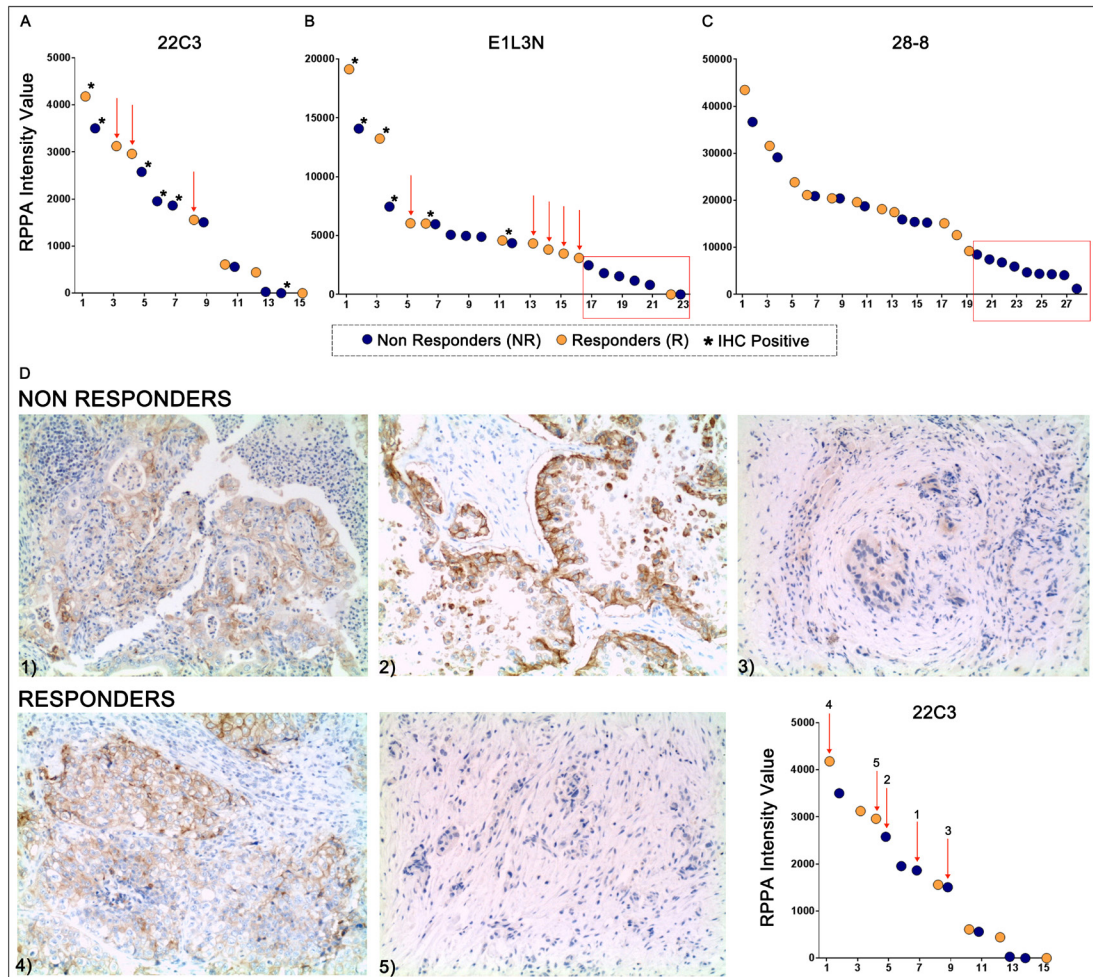 A
22C3
RPPA Intensity Value
5000
4000
3000
2000
1000
0
* * * * * *
1 3 5 7 9 11 13 15
B
E1L3N
20000
15000
10000
5000
0
* * * * * *
1 3 5 7 9 11 13 15 17 19 21 23
C
28-8
50000
40000
30000
20000
10000
0
1 3 5 7 9 11 13 15 17 19 21 23 25 27
Non Responders (NR) Responders (R) * IHC Positive
D
NON RESPONDERS
1) 2) 3)
RESPONDERS
4) 5)
22C3
RPPA Intensity Value
5000
4000
3000
2000
1000
0
4
5
2
1
3
1 3 5 7 9 11 13 15